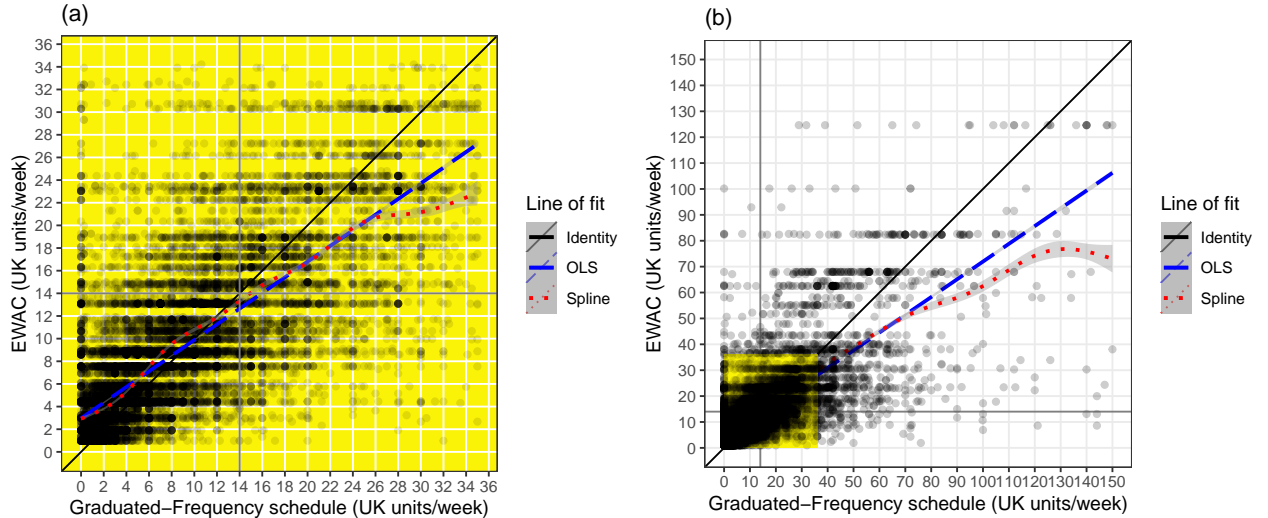 (a)
36
34
32
30
28
26
24
22
20
18
16
14
12
10
8
6
4
2
0
EWAC (UK units/week)
0 2 4 6 8 10 12 14 16 18 20 22 24 26 28 30 32 34 36
Graduated−Frequency schedule (UK units/week)
Line of fit
Identity
OLS
Spline
(b)
150
140
130
120
110
100
90
80
70
60
50
40
30
20
10
0
EWAC (UK units/week)
0 10 20 30 40 50 60 70 80 90 100 110 120 130 140 150
Graduated−Frequency schedule (UK units/week)
Line of fit
Identity
OLS
Spline